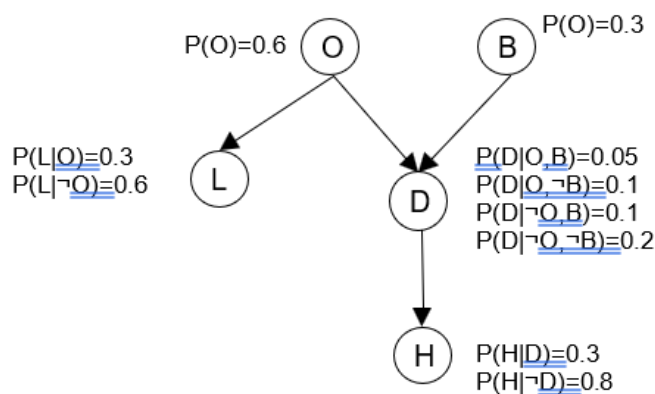 P(O)=0.6
O
B
P(O)=0.3
P(L|O)=0.3
P(L|¬O)=0.6
L
D
P(D|O,B)=0.05
P(D|O,¬B)=0.1
P(D|¬O,B)=0.1
P(D|¬O,¬B)=0.2
H
P(H|D)=0.3
P(H|¬D)=0.8